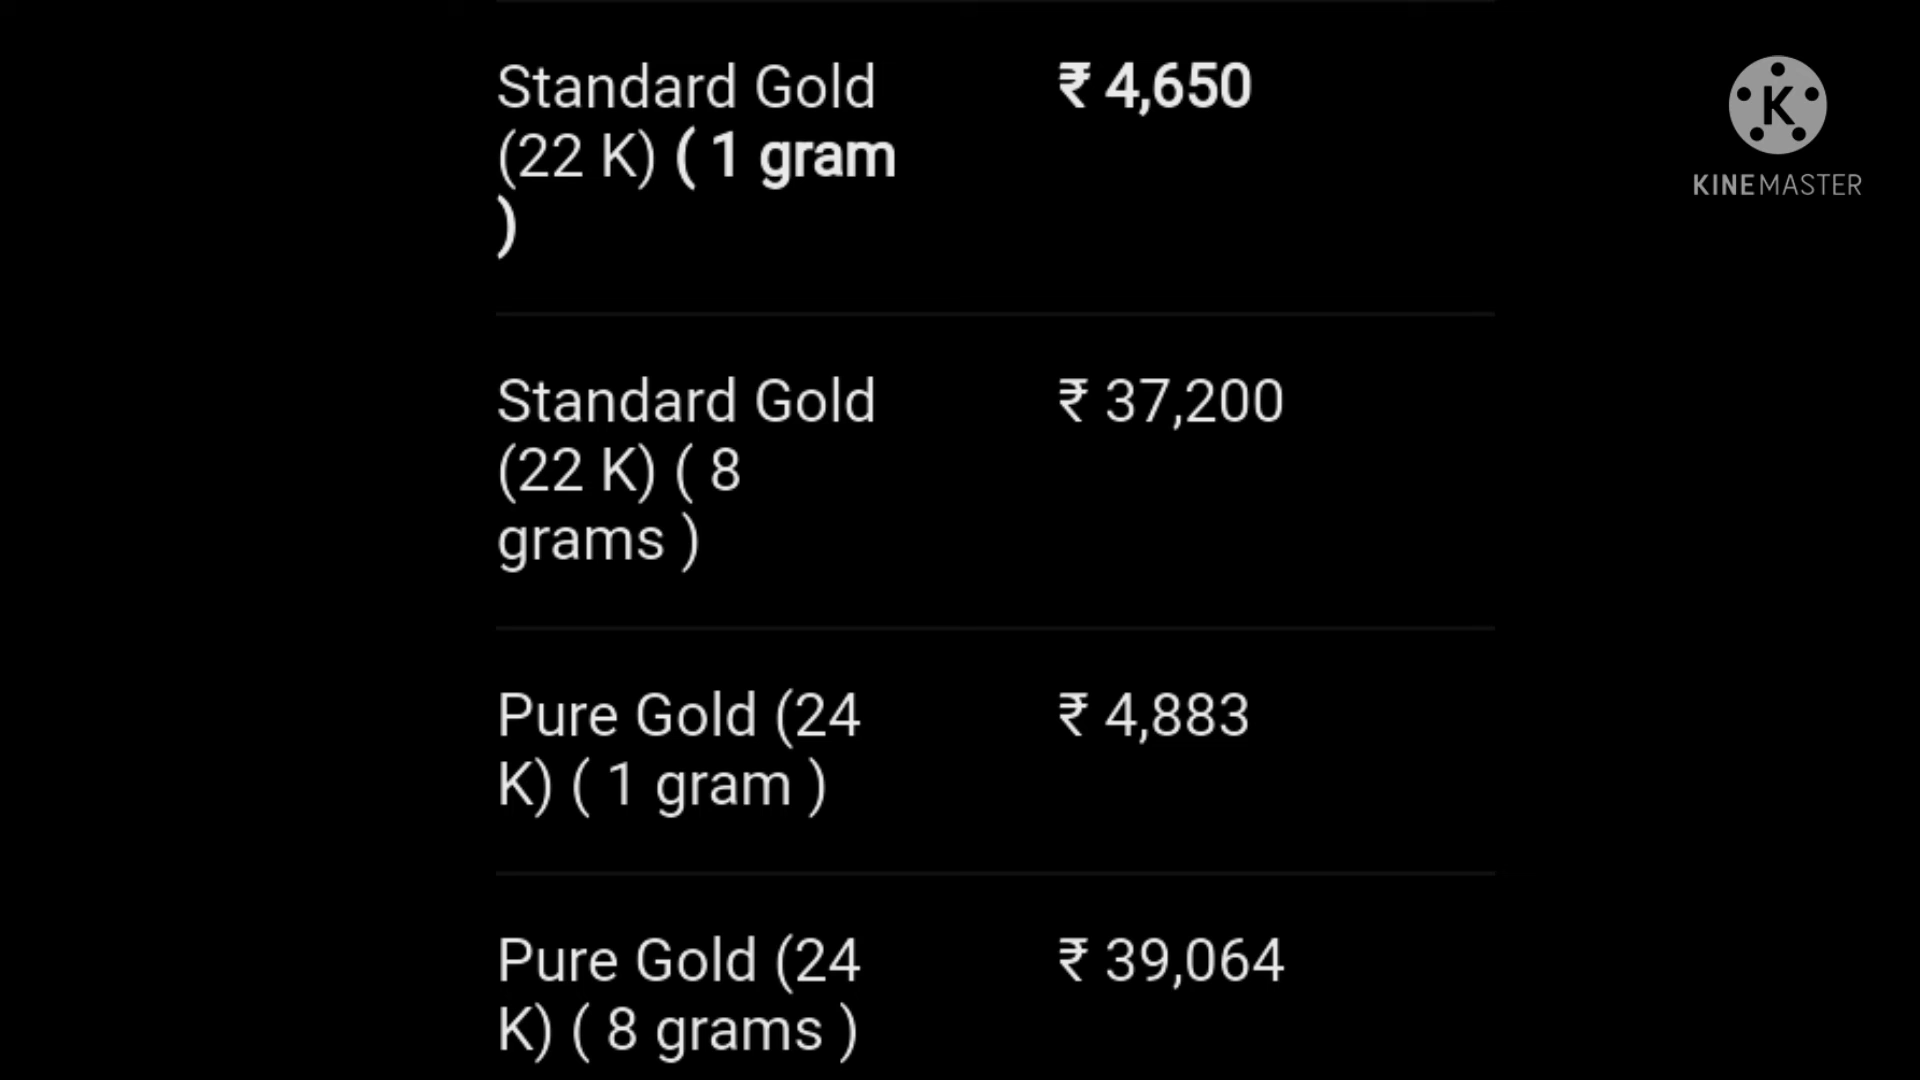 Standard Gold ₹ 4,650
(22 K) ( 1 gram
)
KINEMASTER
Standard Gold ₹ 37,200
(22 K) ( 8
grams )
Pure Gold (24 ₹ 4,883
K) ( 1 gram )
Pure Gold (24 ₹ 39,064
K) ( 8 grams )